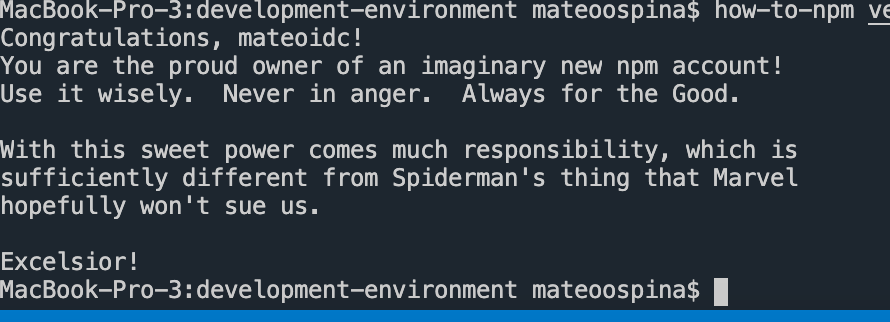 MacBook-Pro-3:development-environment mateoospina$ how-to-npm ve
Congratulations, mateoidc!
You are the proud owner of an imaginary new npm account!
Use it wisely.  Never in anger.  Always for the Good.

With this sweet power comes much responsibility, which is
sufficiently different from Spiderman's thing that Marvel
hopefully won't sue us.

Excelsior!
MacBook-Pro-3:development-environment mateoospina$